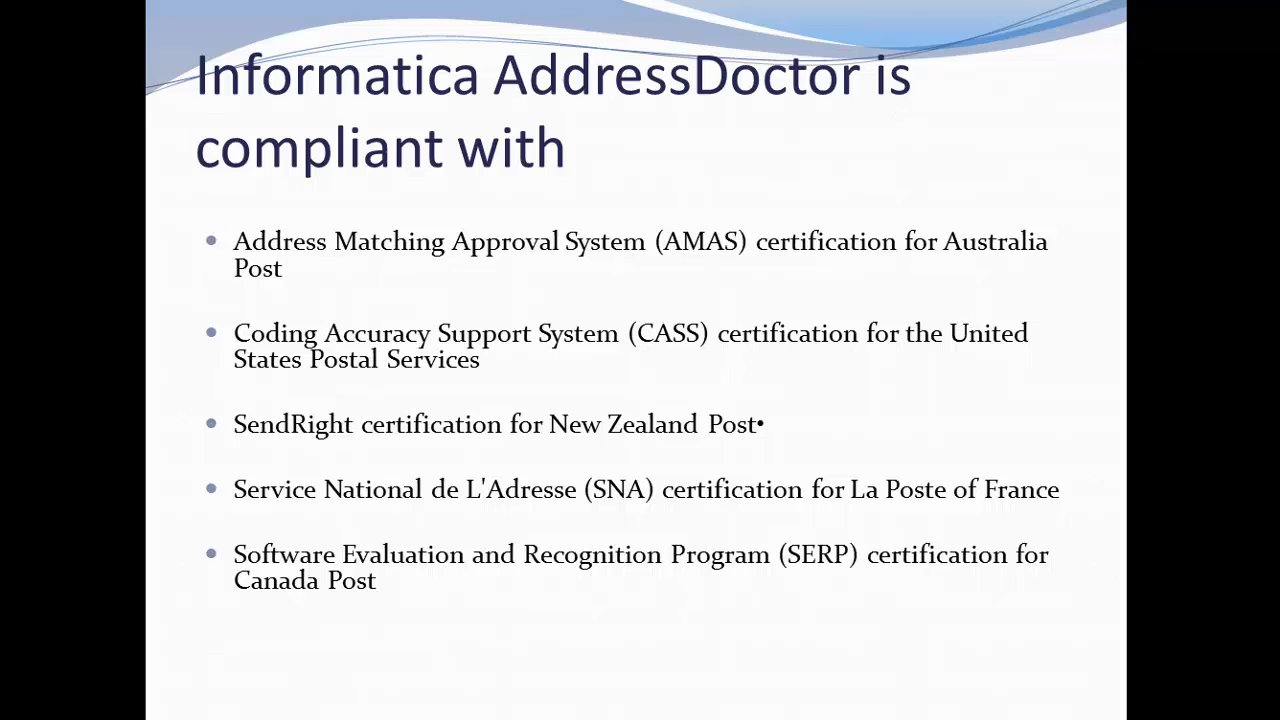 Informatica AddressDoctor is
compliant with
• Address Matching Approval System (AMAS) certification for Australia
Post
• Coding Accuracy Support System (CASS) certification for the United
States Postal Services
• SendRight certification for New Zealand Post•
• Service National de L'Adresse (SNA) certification for La Poste of France
• Software Evaluation and Recognition Program (SERP) certification for
Canada Post